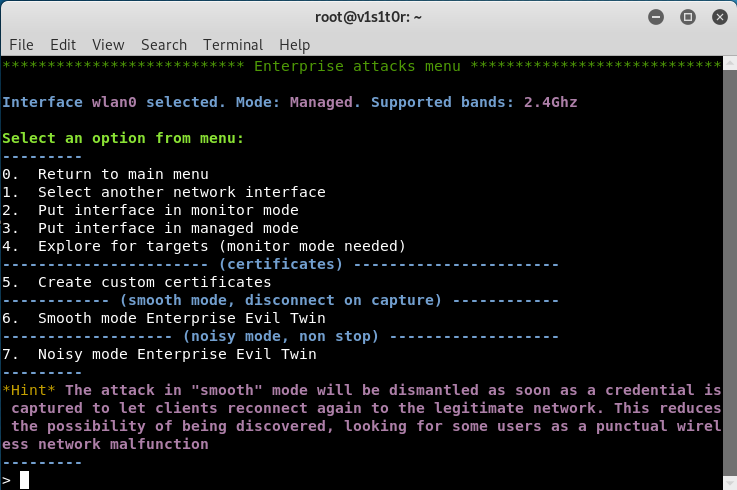 root@v1s1t0r: ~
File Edit View Search Terminal Help
*************************** Enterprise attacks menu ****************************
Interface wlan0 selected. Mode: Managed. Supported bands: 2.4Ghz
Select an option from menu:
---------
0.  Return to main menu
1.  Select another network interface
2.  Put interface in monitor mode
3.  Put interface in managed mode
4.  Explore for targets (monitor mode needed)
----------------------- (certificates) -----------------------
5.  Create custom certificates
------------ (smooth mode, disconnect on capture) ------------
6.  Smooth mode Enterprise Evil Twin
------------------- (noisy mode, non stop) -------------------
7.  Noisy mode Enterprise Evil Twin
---------
*Hint* The attack in "smooth" mode will be dismantled as soon as a credential is
captured to let clients reconnect again to the legitimate network. This reduces
the possibility of being discovered, looking for some users as a punctual wirel
ess network malfunction
---------
>